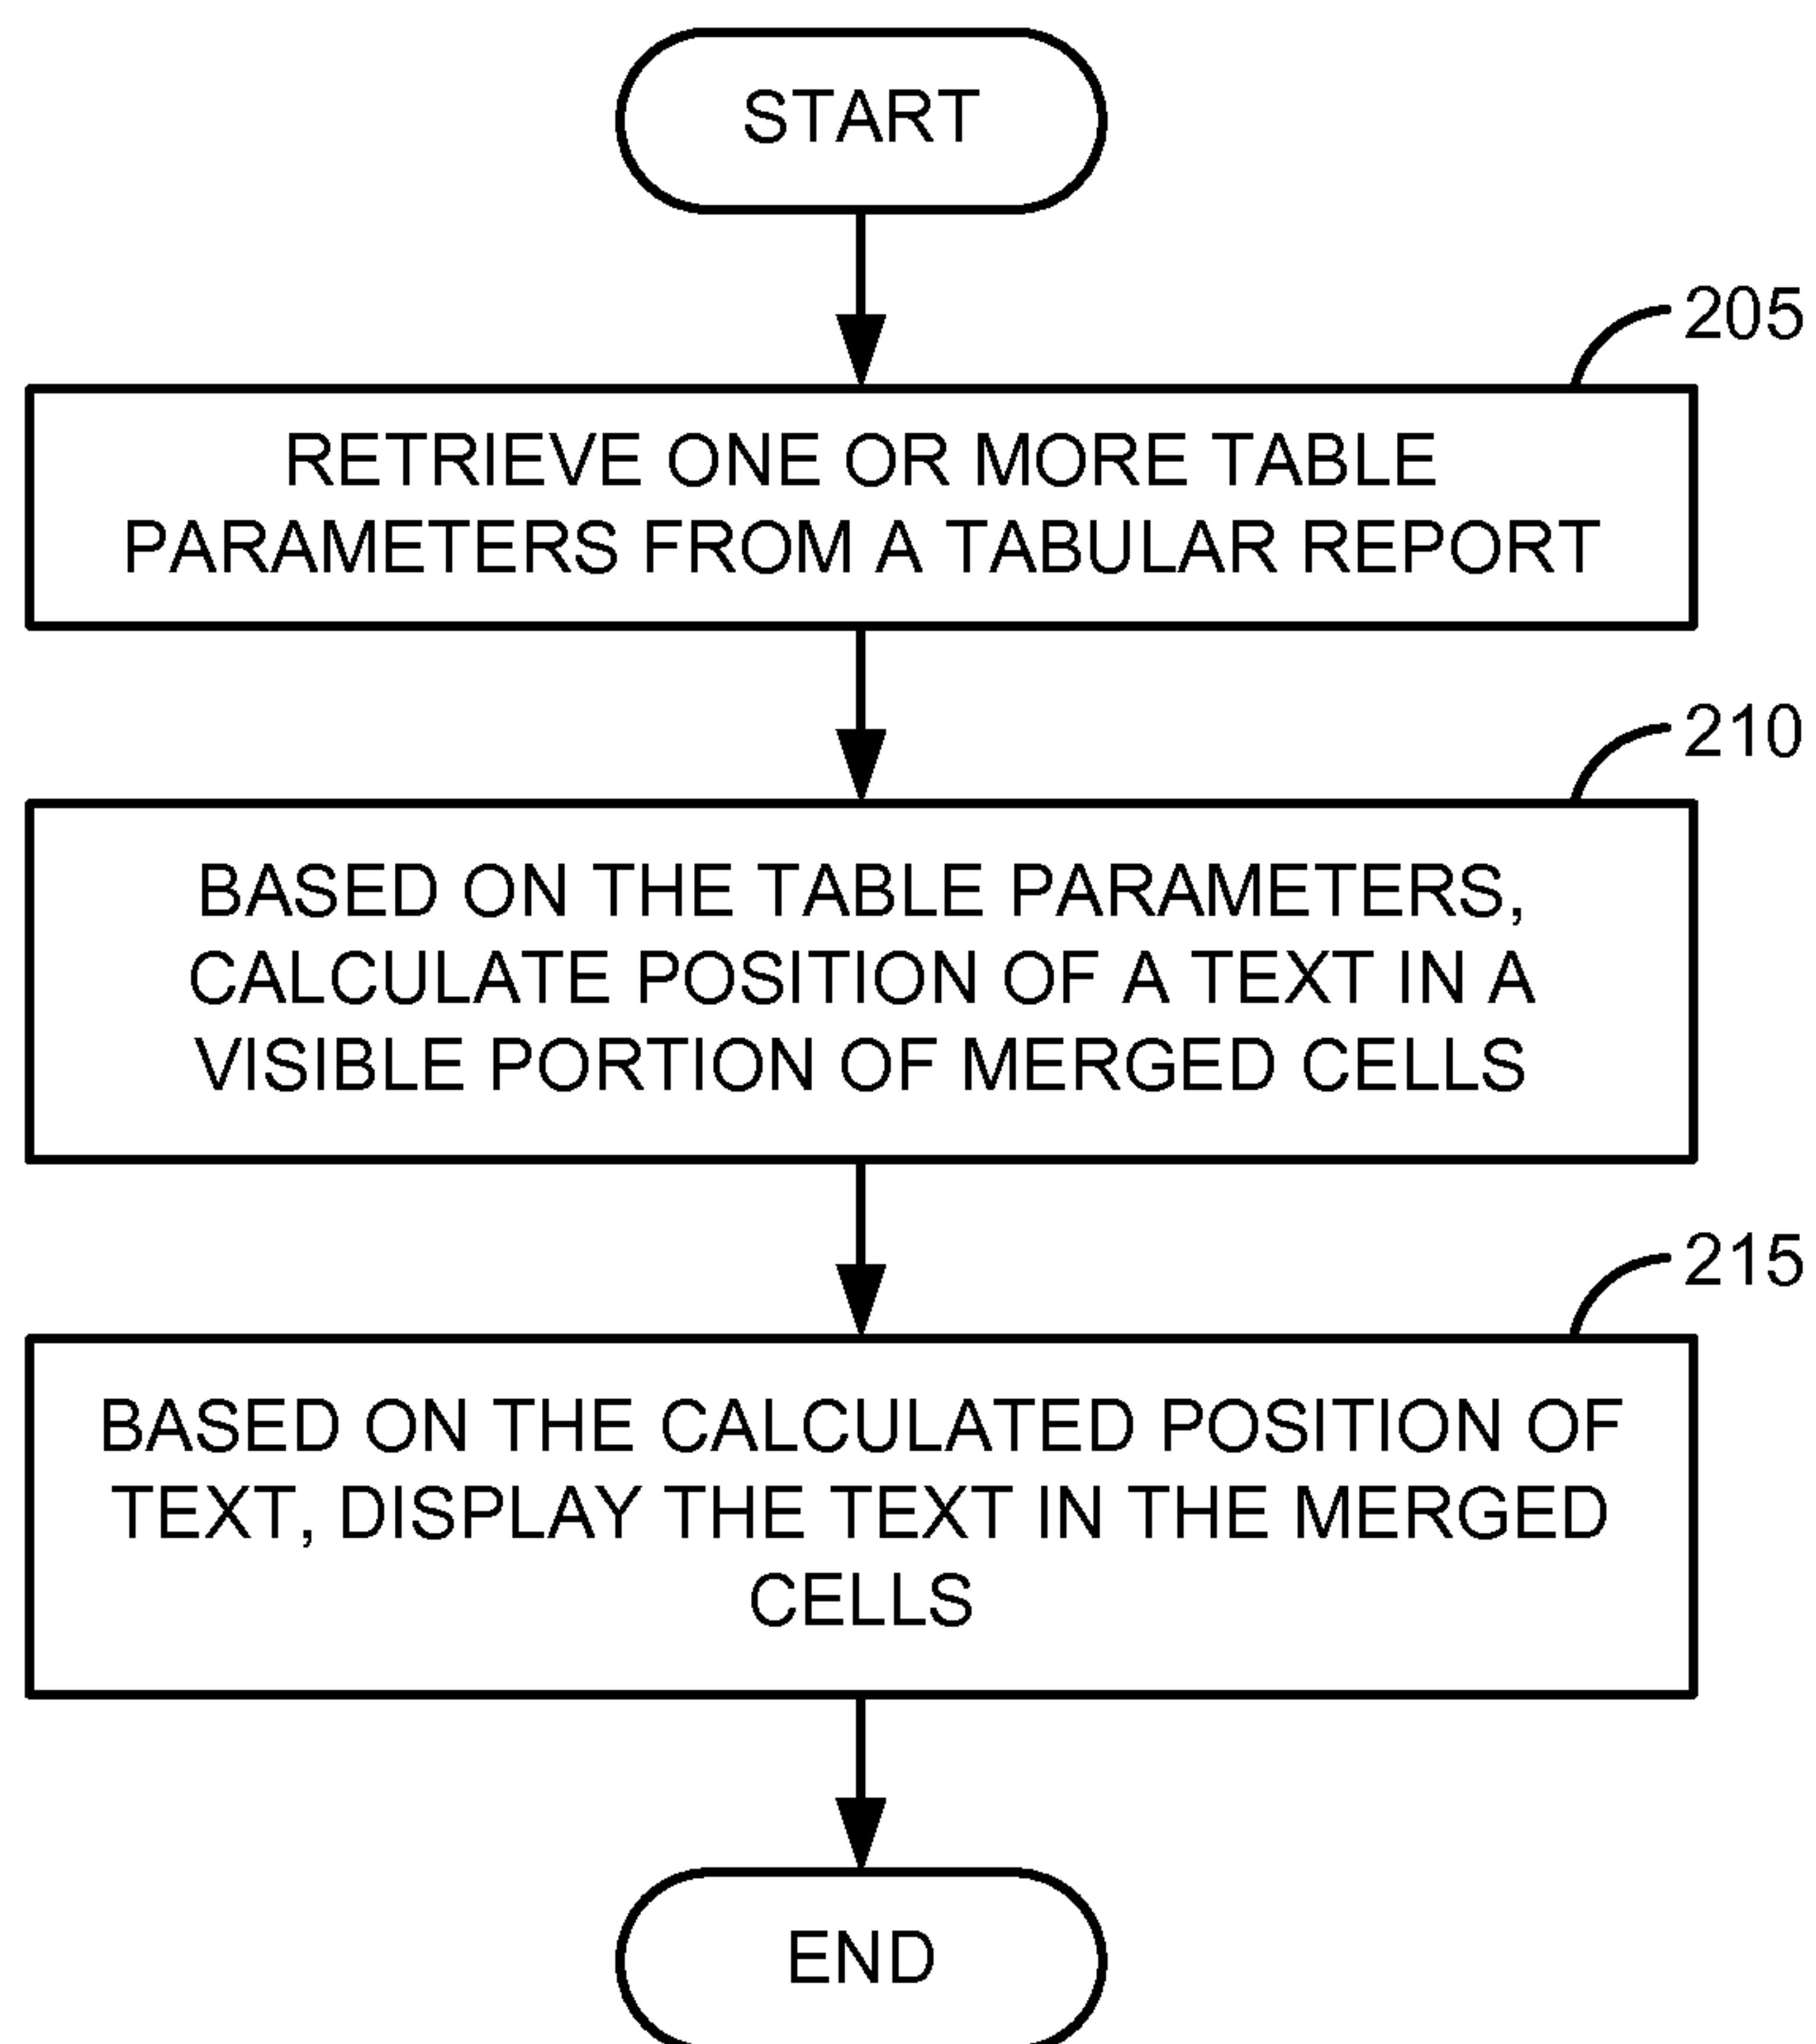 START
205
RETRIEVE ONE OR MORE TABLE
PARAMETERS FROM A TABULAR REPORT
210
BASED ON THE TABLE PARAMETERS,
CALCULATE POSITION OF A TEXT IN A
VISIBLE PORTION OF MERGED CELLS
215
BASED ON THE CALCULATED POSITION OF
TEXT, DISPLAY THE TEXT IN THE MERGED
CELLS
END